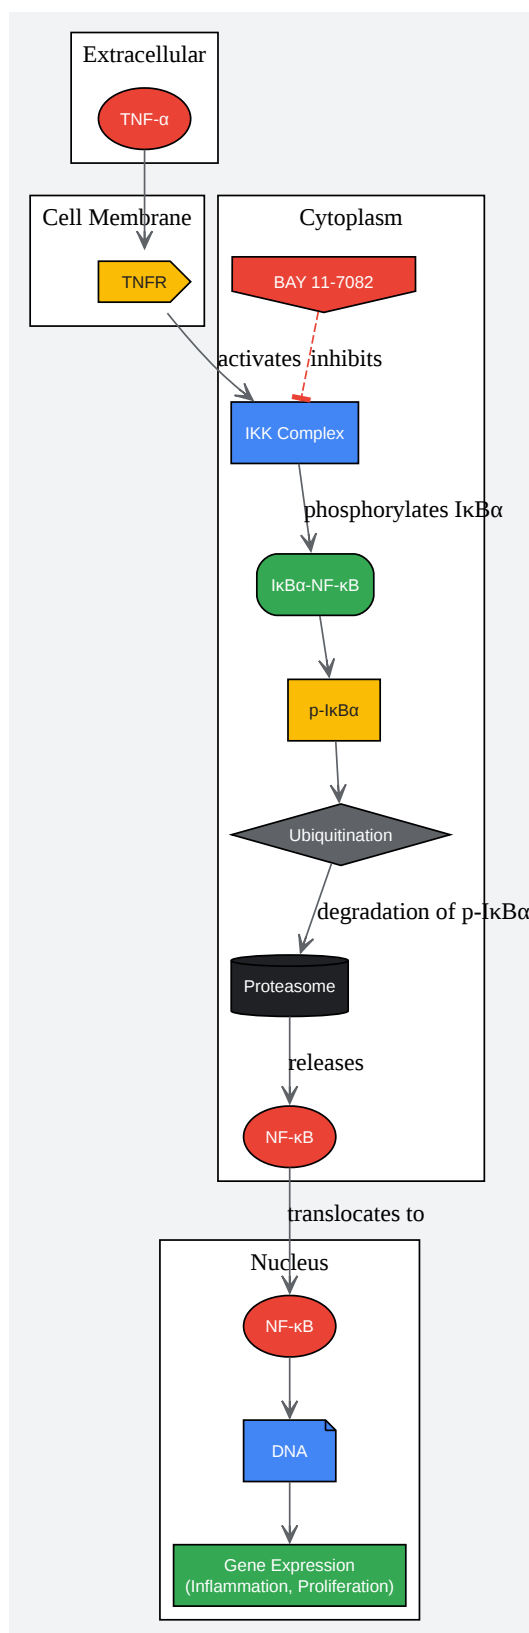 Extracellular
TNF-α
Cell Membrane
TNFR
Cytoplasm
BAY 11-7082
activates
inhibits
IKK Complex
phosphorylates IκBα
IκBα-NF-κB
p-IκBα
Ubiquitination
degradation of p-IκBα
Proteasome
releases
NF-κB
translocates to
Nucleus
NF-κB
DNA
Gene Expression
(Inflammation, Proliferation)